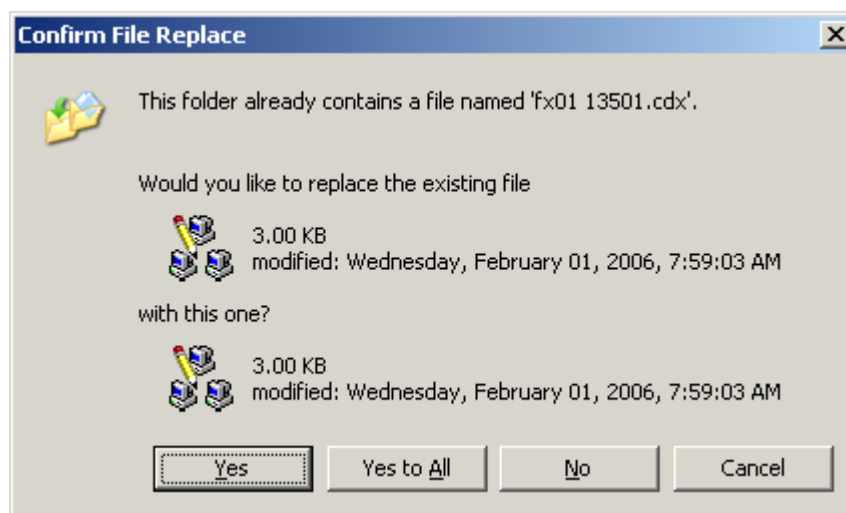 Confirm File Replace
This folder already contains a file named 'fx01 13501.cdx'.
Would you like to replace the existing file
3.00 KB
modified: Wednesday, February 01, 2006, 7:59:03 AM
with this one?
3.00 KB
modified: Wednesday, February 01, 2006, 7:59:03 AM
Yes
Yes to All
No
Cancel